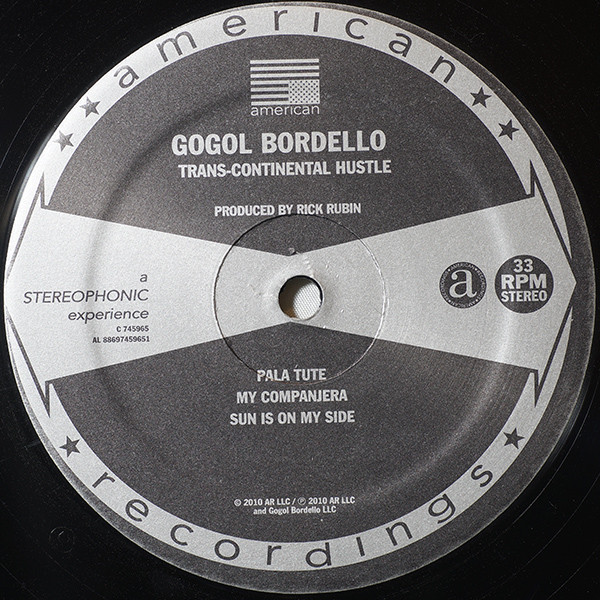 american
american
GOGOL BORDELLO
TRANS-CONTINENTAL HUSTLE
PRODUCED BY RICK RUBIN
a
STEREOPHONIC
experience
C 745965
AL 88697459651
a
33
RPM
STEREO
PALA TUTE
MY COMPANJERA
SUN IS ON MY SIDE
© 2010 AR LLC / ℗ 2010 AR LLC
and Gogol Bordello LLC
recordings